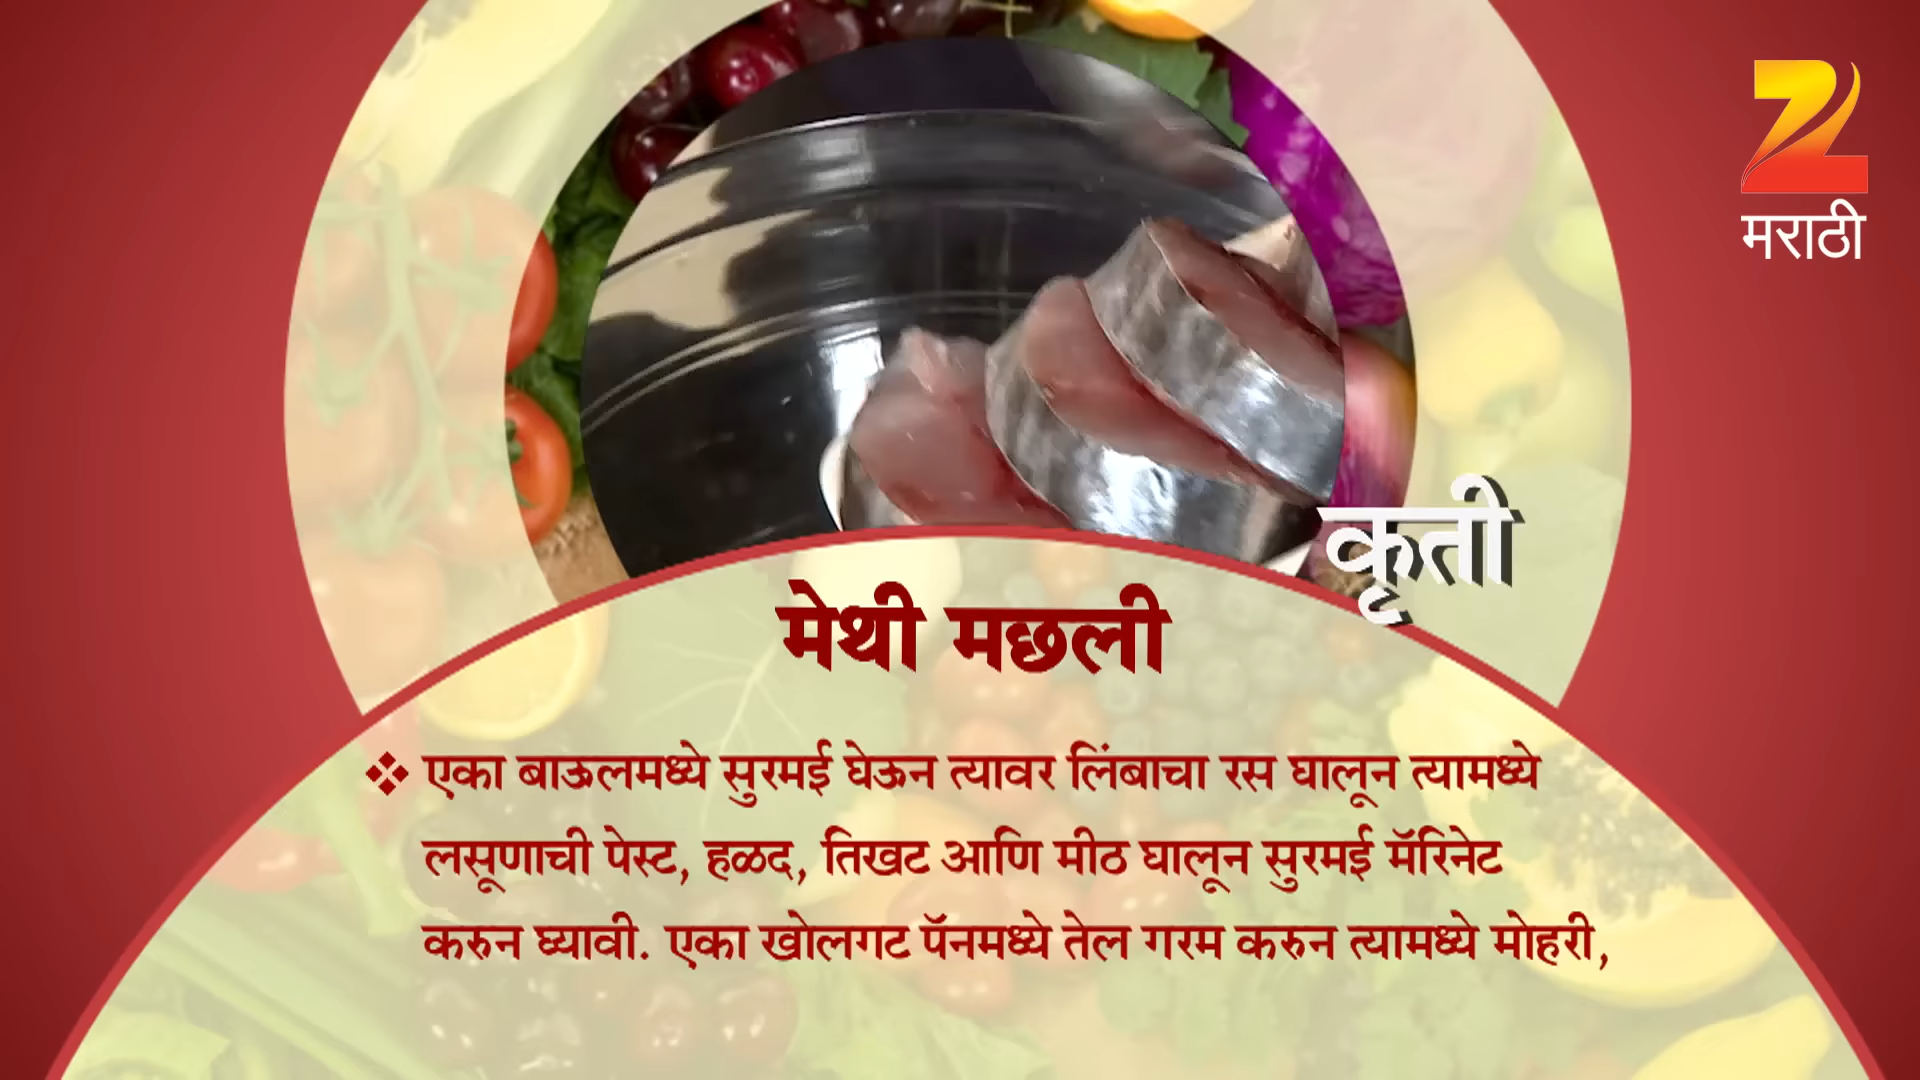 मराठी
कृती
मेथी मछली
❖ एका बाऊलमध्ये सुरमई घेऊन त्यावर लिंबाचा रस घालून त्यामध्ये
लसूणाची पेस्ट, हळद, तिखट आणि मीठ घालून सुरमई मॅरिनेट
करुन घ्यावी. एका खोलगट पॅनमध्ये तेल गरम करुन त्यामध्ये मोहरी,